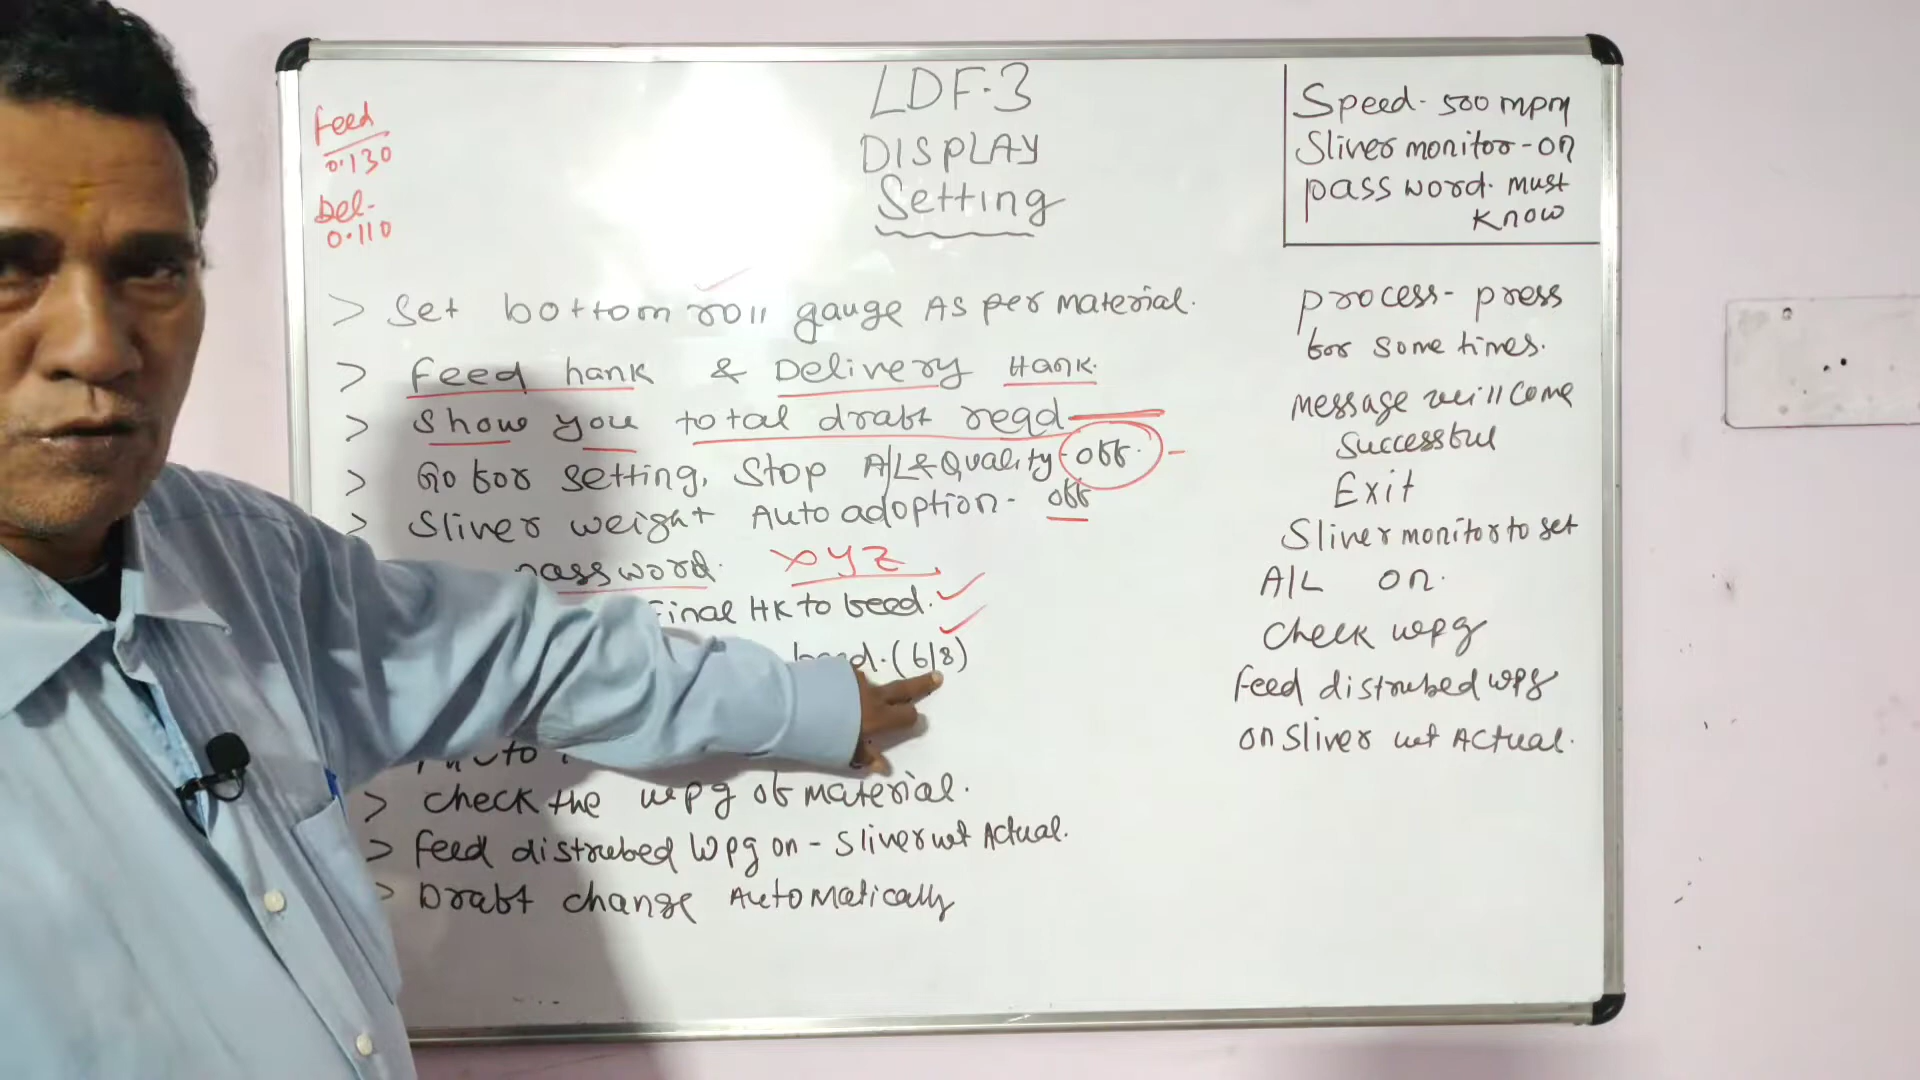 Feed
0.130
Del-
0.110
LDF.3
DISPLAY
Setting
Speed. 500 mpm
Sliver monitor - on
pass word. must
know
> Set bottom roll gauge As per material.
> Feed hank & Delivery Hank.
> Show you total draft reqd
> Go for setting, Stop A/L & Quality - off.
> Sliver weight Auto adoption - off
password. xyz
Final HK to feed.
(6/8)
> check the wpg of material.
> Feed distrubed Wpg on - Sliver wt Actual.
> Draft change Automatically
process - press
for some times.
message will come
successful
Exit
Sliver monitor to set
A/L on.
check wpg
Feed distrubed wpg
on Sliver wt Actual.